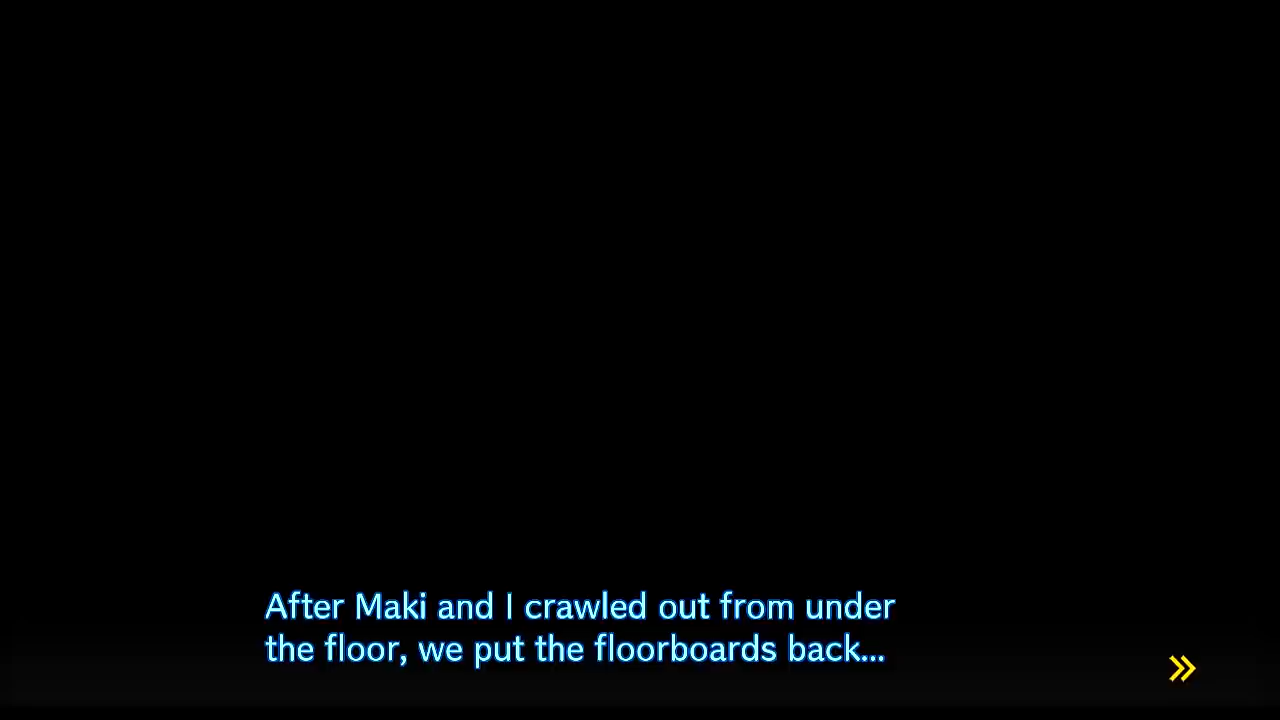 After Maki and I crawled out from under
the floor, we put the floorboards back...